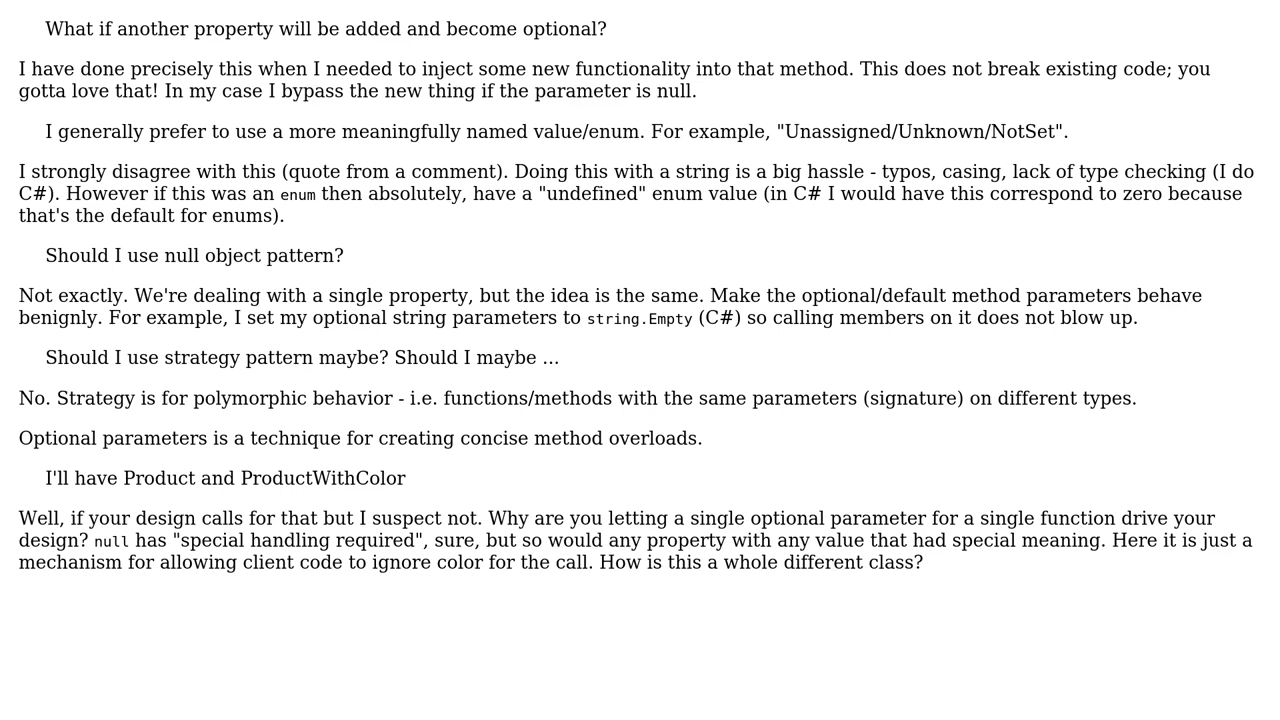 What if another property will be added and become optional?
I have done precisely this when I needed to inject some new functionality into that method. This does not break existing code; you
gotta love that! In my case I bypass the new thing if the parameter is null.
I generally prefer to use a more meaningfully named value/enum. For example, "Unassigned/Unknown/NotSet".
I strongly disagree with this (quote from a comment). Doing this with a string is a big hassle - typos, casing, lack of type checking (I do
C#). However if this was an enum then absolutely, have a "undefined" enum value (in C# I would have this correspond to zero because
that's the default for enums).
Should I use null object pattern?
Not exactly. We're dealing with a single property, but the idea is the same. Make the optional/default method parameters behave
benignly. For example, I set my optional string parameters to string.Empty (C#) so calling members on it does not blow up.
Should I use strategy pattern maybe? Should I maybe ...
No. Strategy is for polymorphic behavior - i.e. functions/methods with the same parameters (signature) on different types.
Optional parameters is a technique for creating concise method overloads.
I'll have Product and ProductWithColor
Well, if your design calls for that but I suspect not. Why are you letting a single optional parameter for a single function drive your
design? null has "special handling required", sure, but so would any property with any value that had special meaning. Here it is just a
mechanism for allowing client code to ignore color for the call. How is this a whole different class?